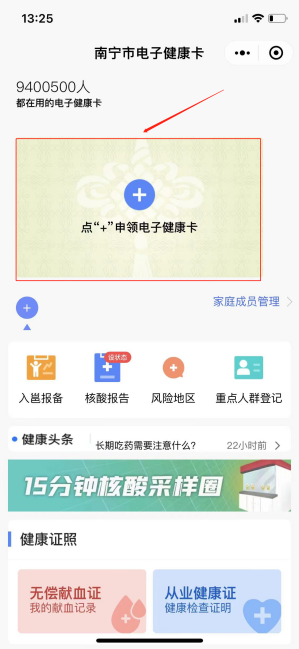 13:25
南宁市电子健康卡
9400500人
都在用的电子健康卡
点“+”申领电子健康卡
家庭成员管理
入邕报备
核酸报告
设状态
风险地区
重点人群登记
健康头条
长期吃药需要注意什么?
22小时前
15分钟核酸采样圈
健康证照
无偿献血证
我的献血记录
从业健康证
健康检查证明